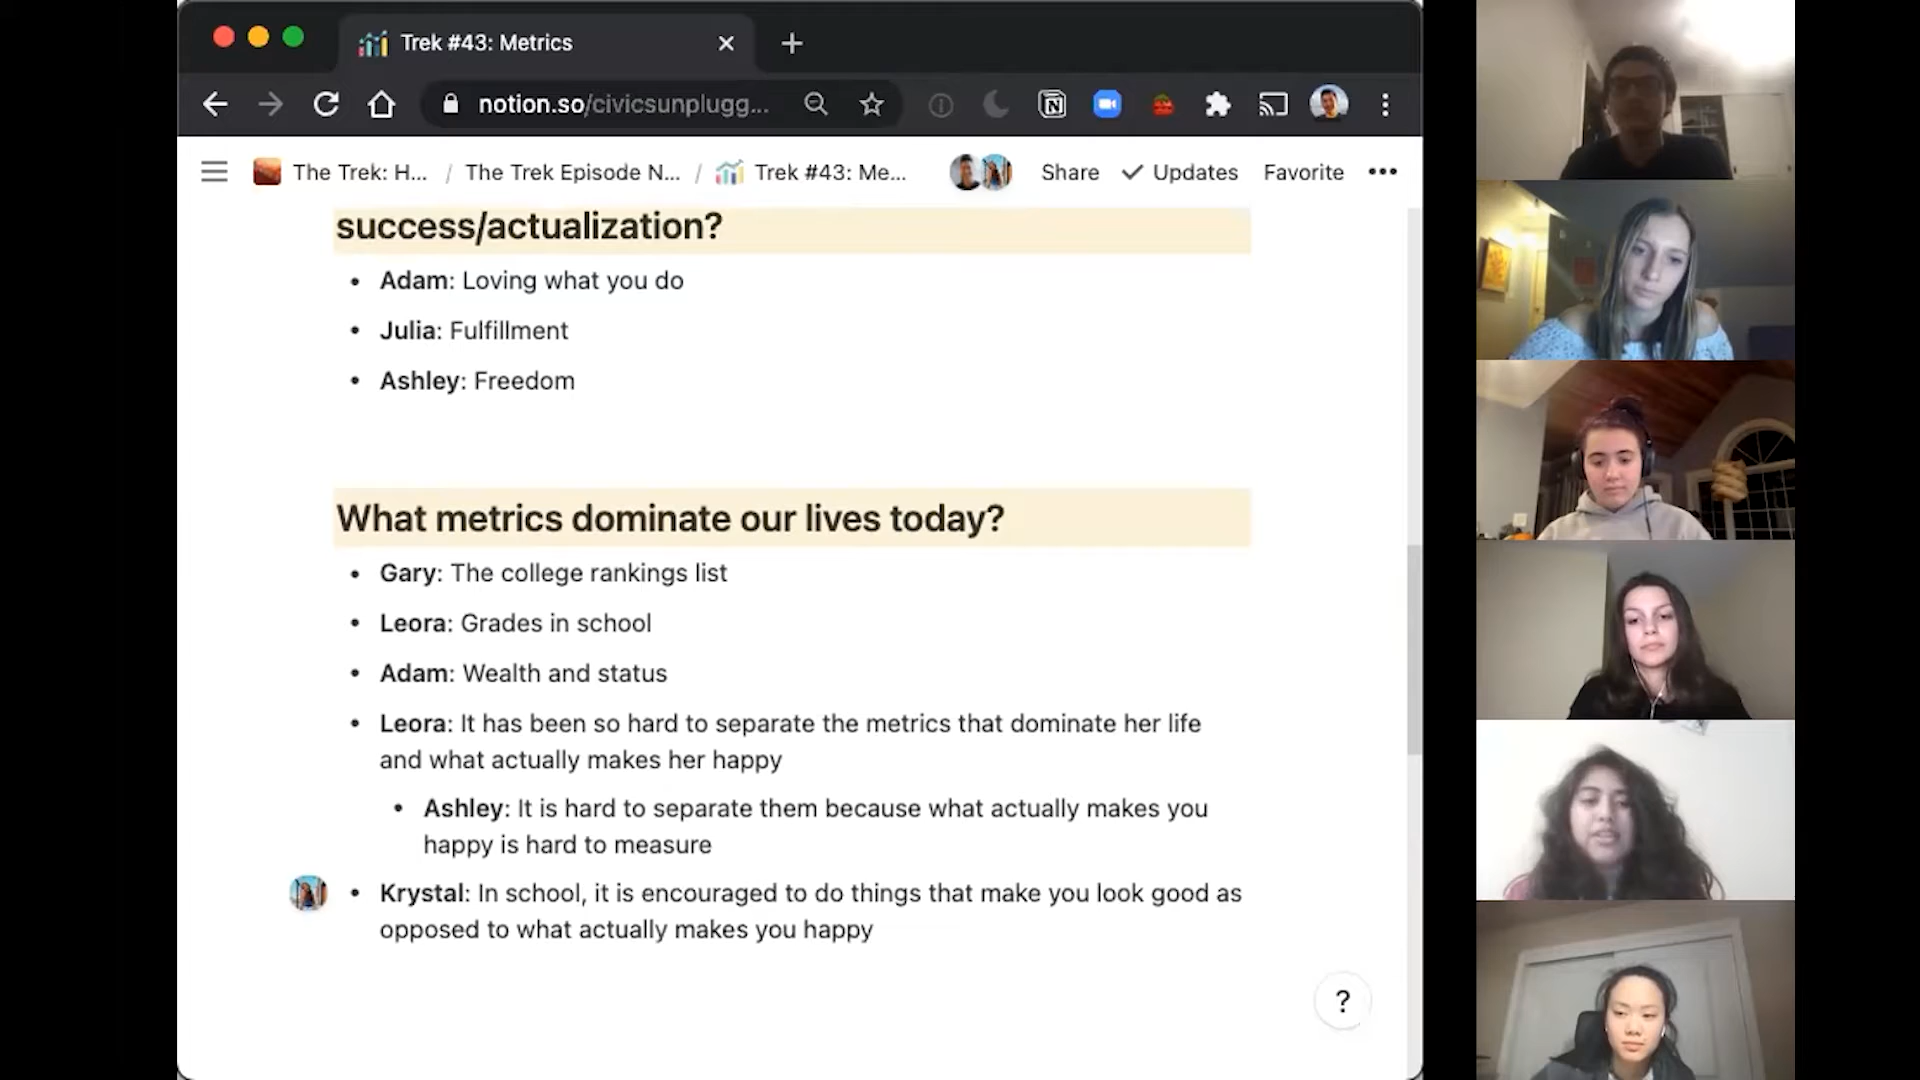 Trek #43: Metrics
notion.so/civicsunplugg...
The Trek: H... / The Trek Episode N... / Trek #43: Me... Share Updates Favorite
success/actualization?
Adam: Loving what you do
Julia: Fulfillment
Ashley: Freedom
What metrics dominate our lives today?
Gary: The college rankings list
Leora: Grades in school
Adam: Wealth and status
Leora: It has been so hard to separate the metrics that dominate her life
and what actually makes her happy
Ashley: It is hard to separate them because what actually makes you
happy is hard to measure
Krystal: In school, it is encouraged to do things that make you look good as
opposed to what actually makes you happy
?